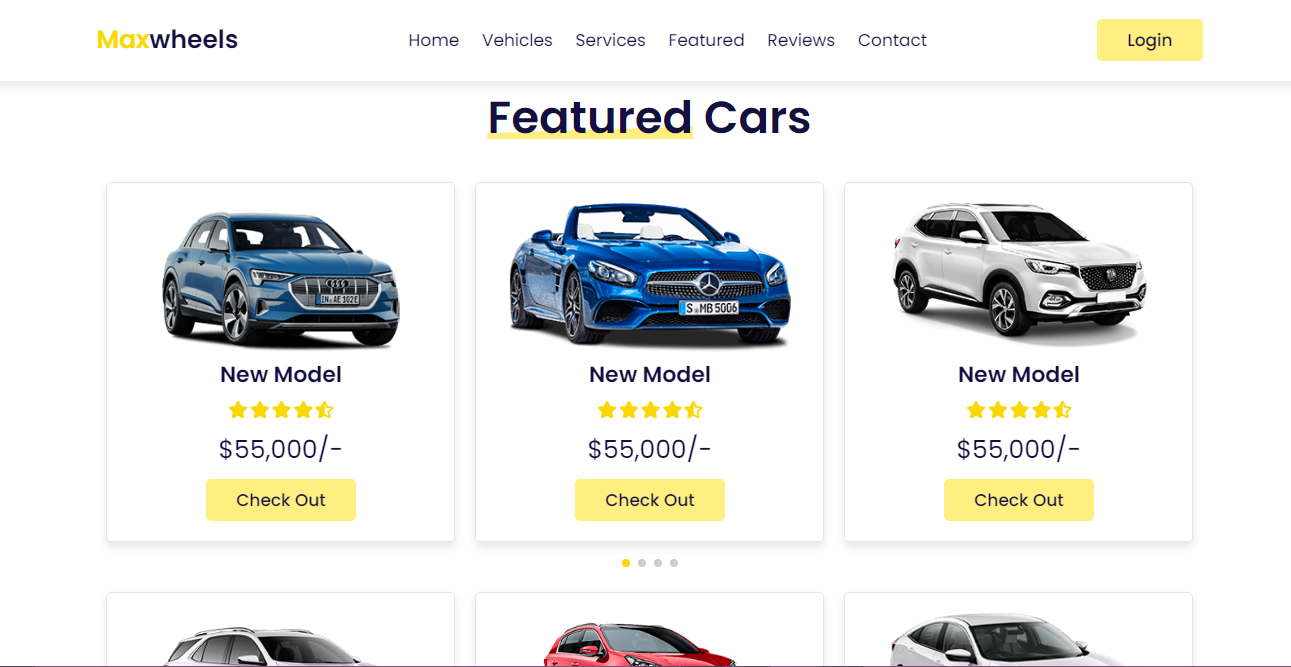 Maxwheels
Home Vehicles Services Featured Reviews Contact
Login
Featured Cars
IN AE 102E
S MB 5006
New Model
New Model
New Model
$55,000/-
$55,000/-
$55,000/-
Check Out
Check Out
Check Out